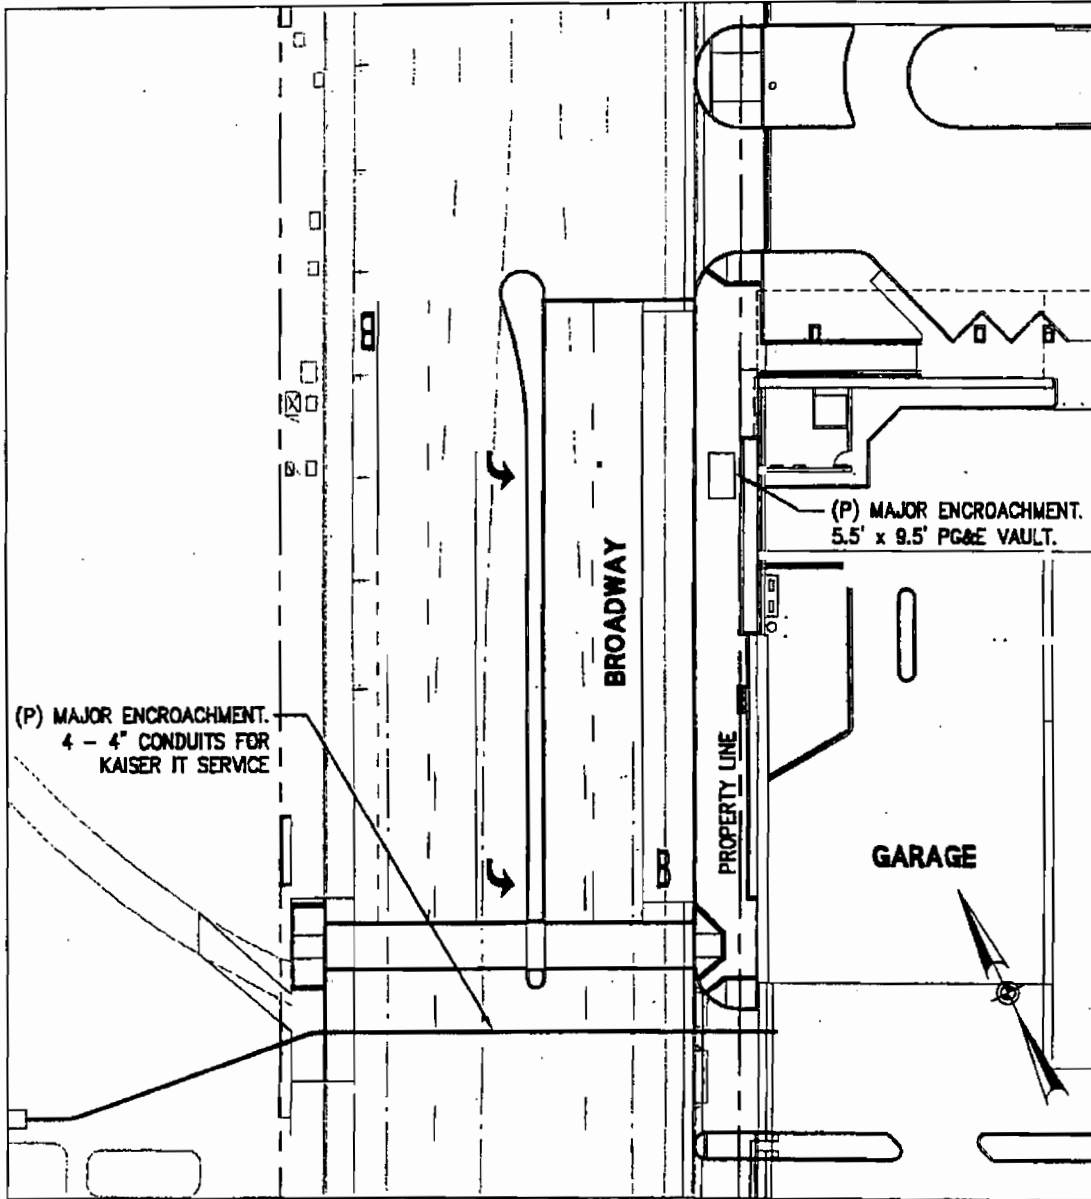 (P) MAJOR ENCROACHMENT.
5.5' x 9.5' PG&E VAULT.
BROADWAY
(P) MAJOR ENCROACHMENT.
4 - 4" CONDUITS FOR
KAISER IT SERVICE
PROPERTY LINE
GARAGE